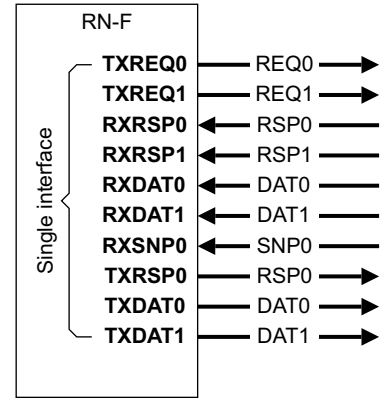 RN-F
TXREQ0 REQ0
TXREQ1 REQ1
RXRSP0 RSP0
RXRSP1 RSP1
RXDAT0 DAT0
RXDAT1 DAT1
RXSNP0 SNP0
TXRSP0 RSP0
TXDAT0 DAT0
TXDAT1 DAT1
Single interface